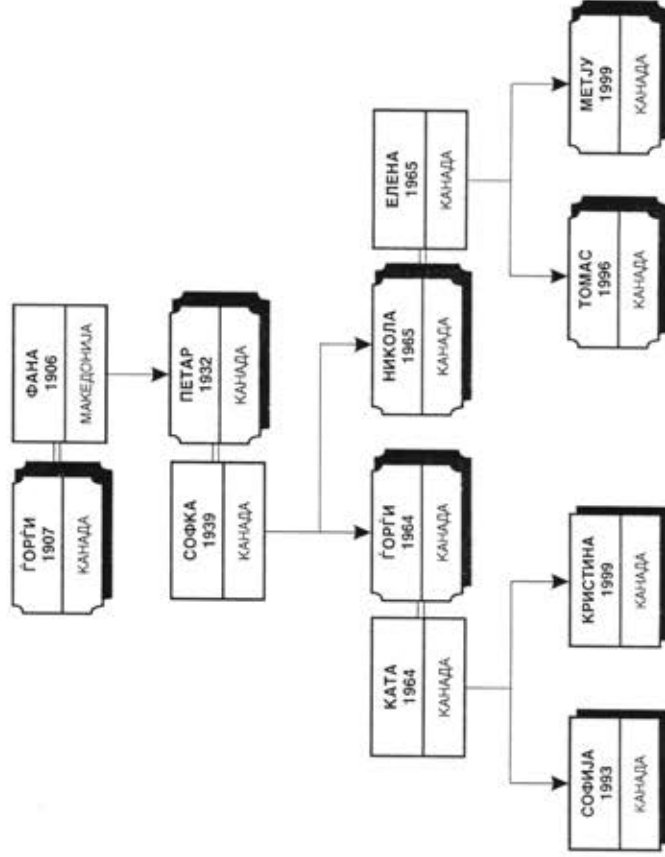 ЃОРЃИ
1907
КАНАДА
ФАНА
1906
МАКЕДОНИЈА
СОФКА
1939
КАНАДА
ПЕТАР
1932
КАНАДА
КАТА
1964
КАНАДА
ЃОРЃИ
1964
КАНАДА
НИКОЛА
1965
КАНАДА
ЕЛЕНА
1965
КАНАДА
СОФИЈА
1993
КАНАДА
КРИСТИНА
1999
КАНАДА
ТОМАС
1996
КАНАДА
МЕТЈУ
1999
КАНАДА